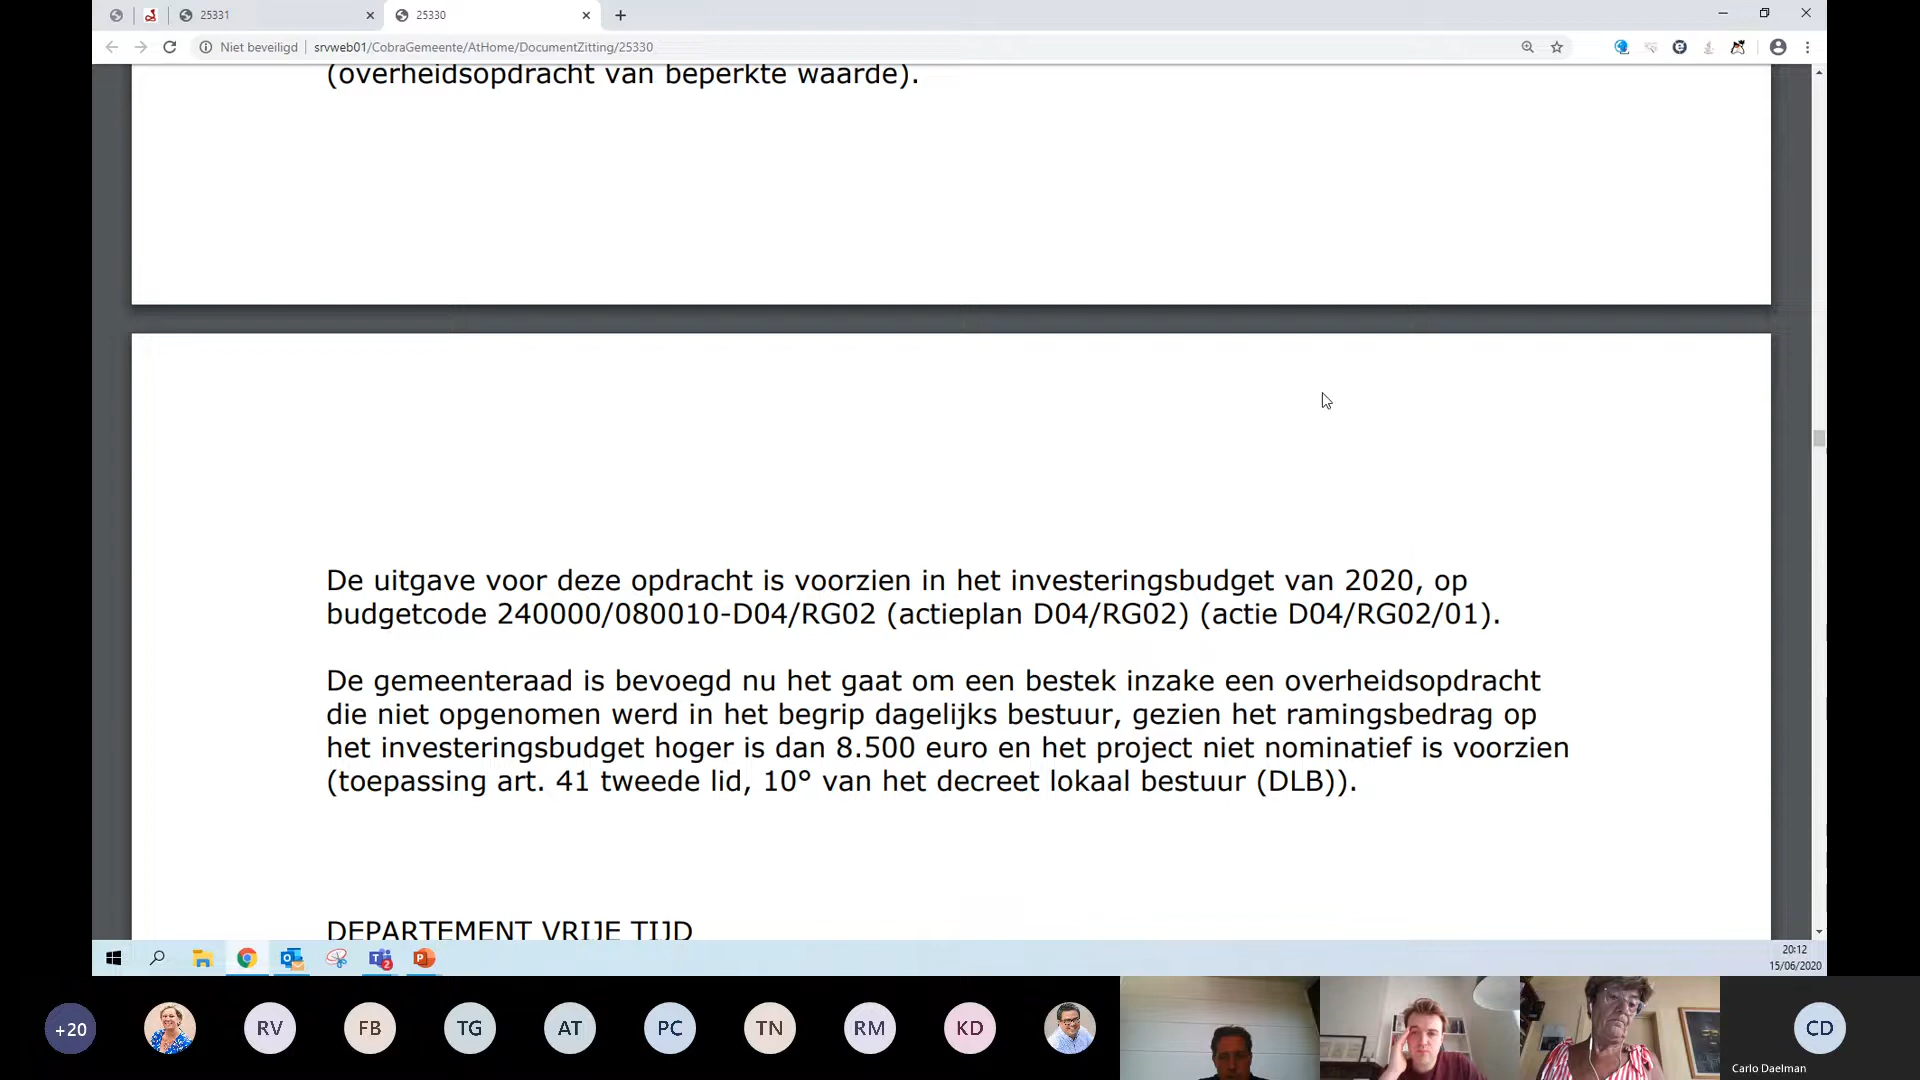 25331
25330
Niet beveiligd
srvweb01/CobraGemeente/AtHome/DocumentZitting/25330
(overheidsopdracht van beperkte waarde).
De uitgave voor deze opdracht is voorzien in het investeringsbudget van 2020, op
budgetcode 240000/080010-D04/RG02 (actieplan D04/RG02) (actie D04/RG02/01).
De gemeenteraad is bevoegd nu het gaat om een bestek inzake een overheidsopdracht
die niet opgenomen werd in het begrip dagelijks bestuur, gezien het ramingsbedrag op
het investeringsbudget hoger is dan 8.500 euro en het project niet nominatief is voorzien
(toepassing art. 41 tweede lid, 10° van het decreet lokaal bestuur (DLB)).
DEPARTEMENT VRIJE TIJD
20:12
15/06/2020
+20
RV
FB
TG
AT
PC
TN
RM
KD
CD
Carlo Daelman